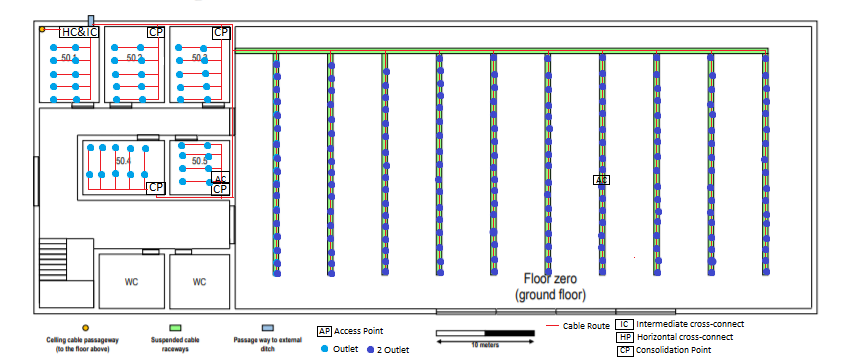 HC&IC
CP
CP
50.1
50.2
50.3
50.4
50.5
AC
CP
CP
AC
WC
WC
Floor zero
(ground floor)
Celling cable passageway
(to the floor above)
Suspended cable
raceways
Passage way to external
ditch
AP Access Point
Outlet
2 Outlet
10 meters
Cable Route
IC Intermediate cross-connect
HP Horizontal cross-connect
CP Consolidation Point